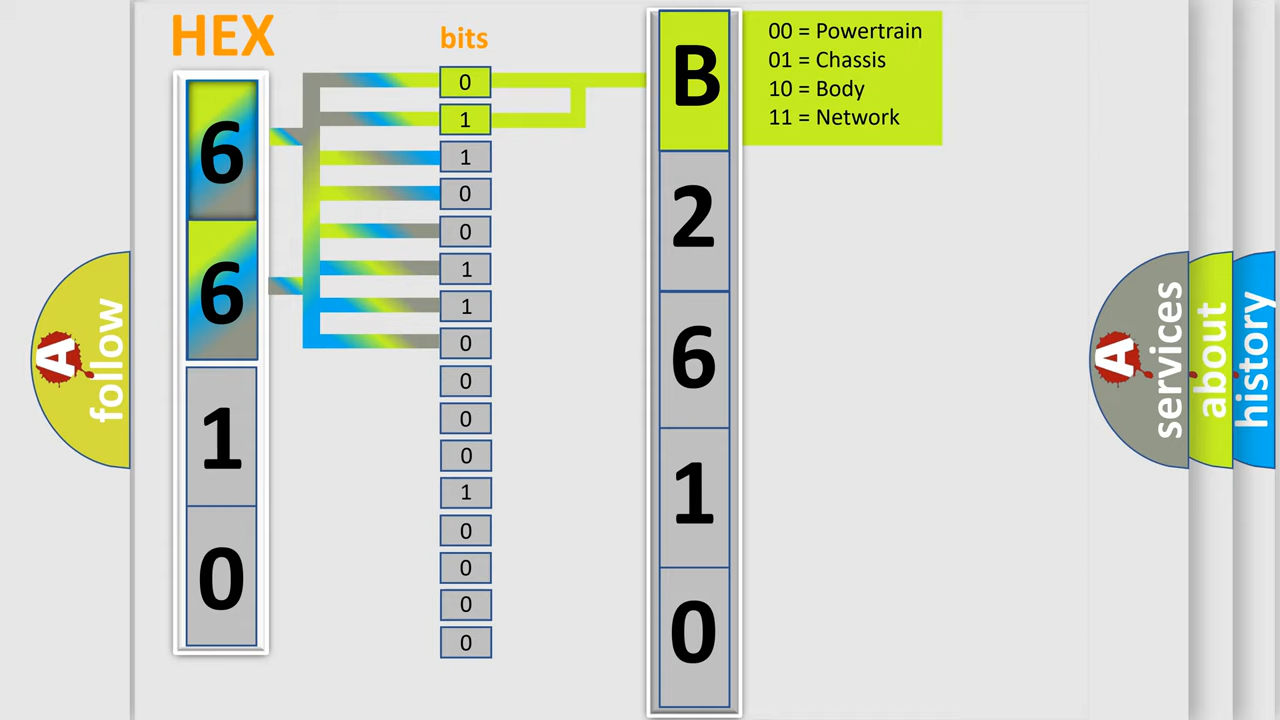 HEX
bits
6
6
1
0
0
1
1
0
0
1
1
0
0
0
0
1
0
0
0
0
B
2
6
1
0
00 = Powertrain
01 = Chassis
10 = Body
11 = Network
A
follow
A
services
about
history